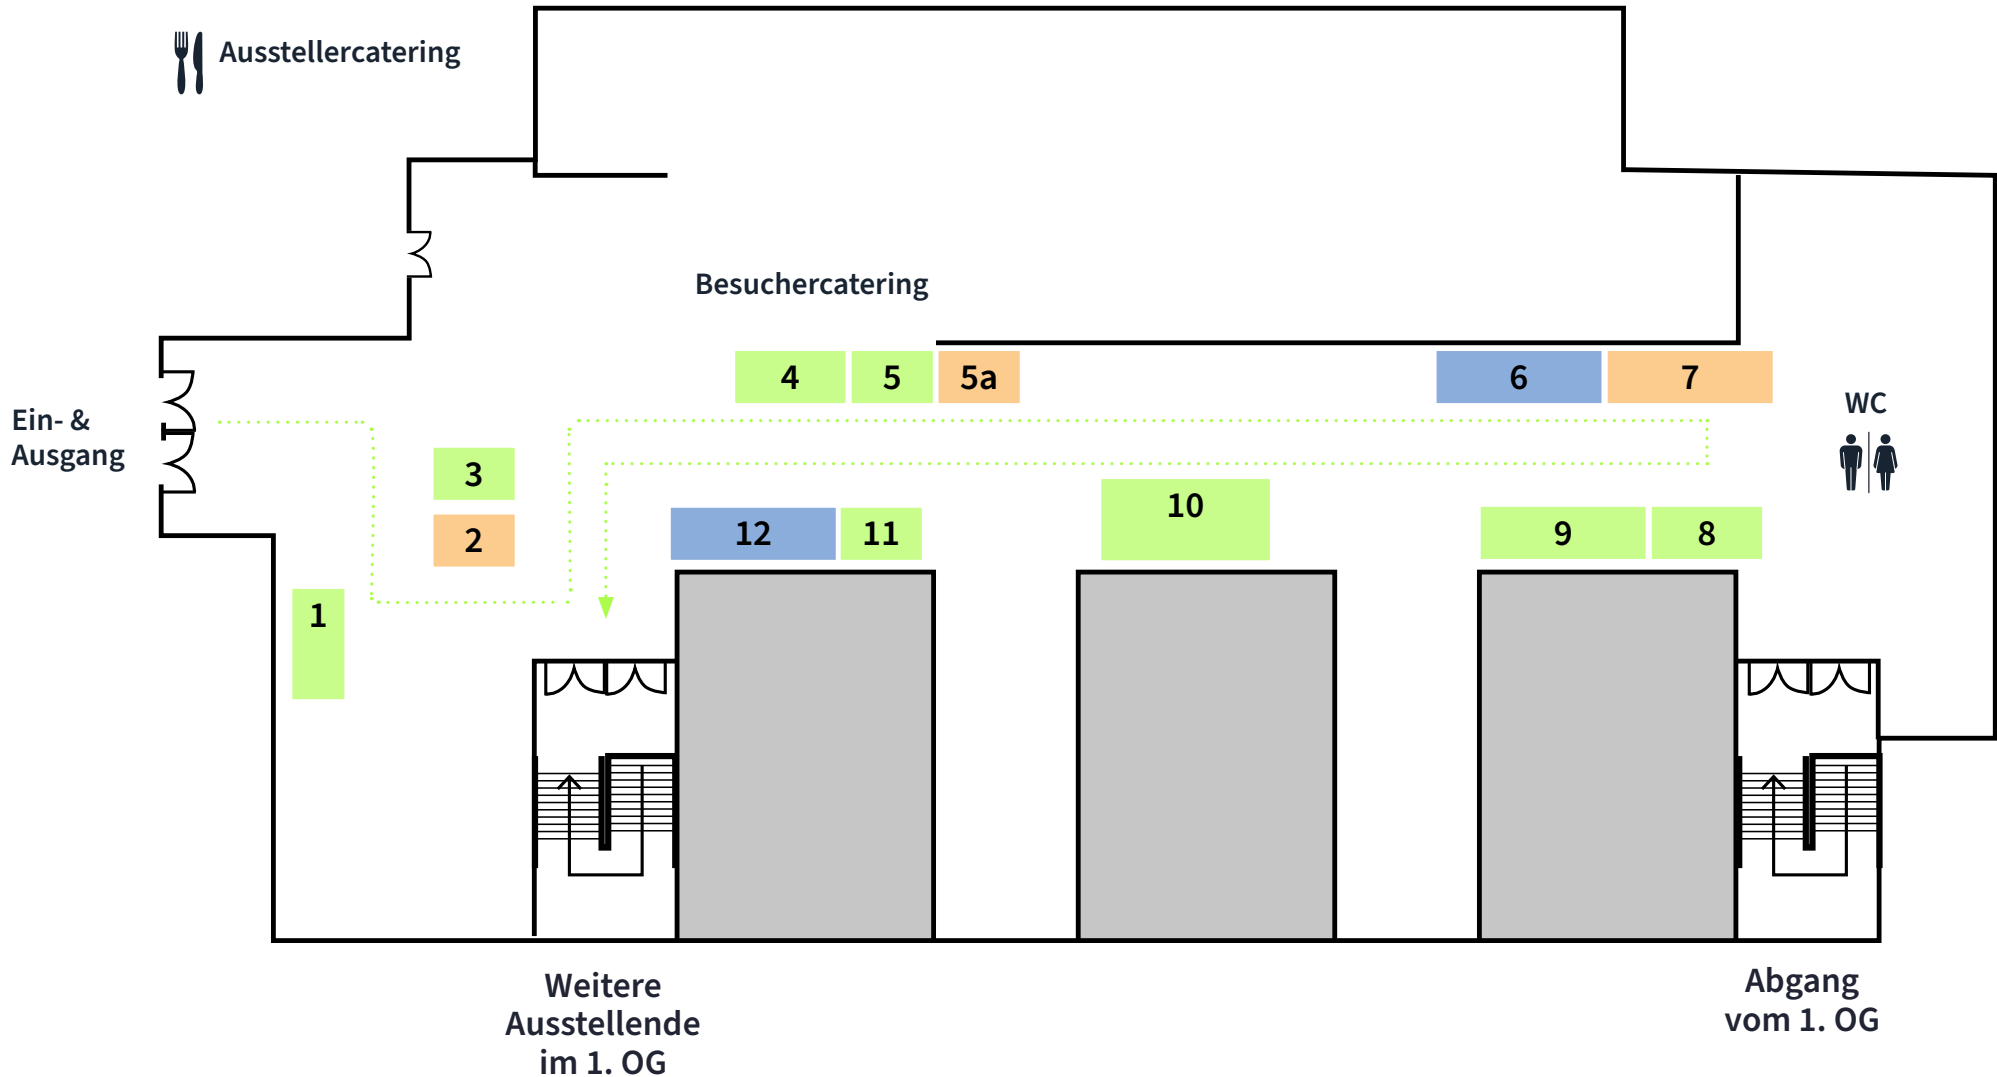 Ausstellercatering
Besuchercatering
4
5
5a
6
7
WC
Ein- &
Ausgang
3
2
12
11
10
9
8
1
Weitere
Ausstellende
im 1. OG
Abgang
vom 1. OG